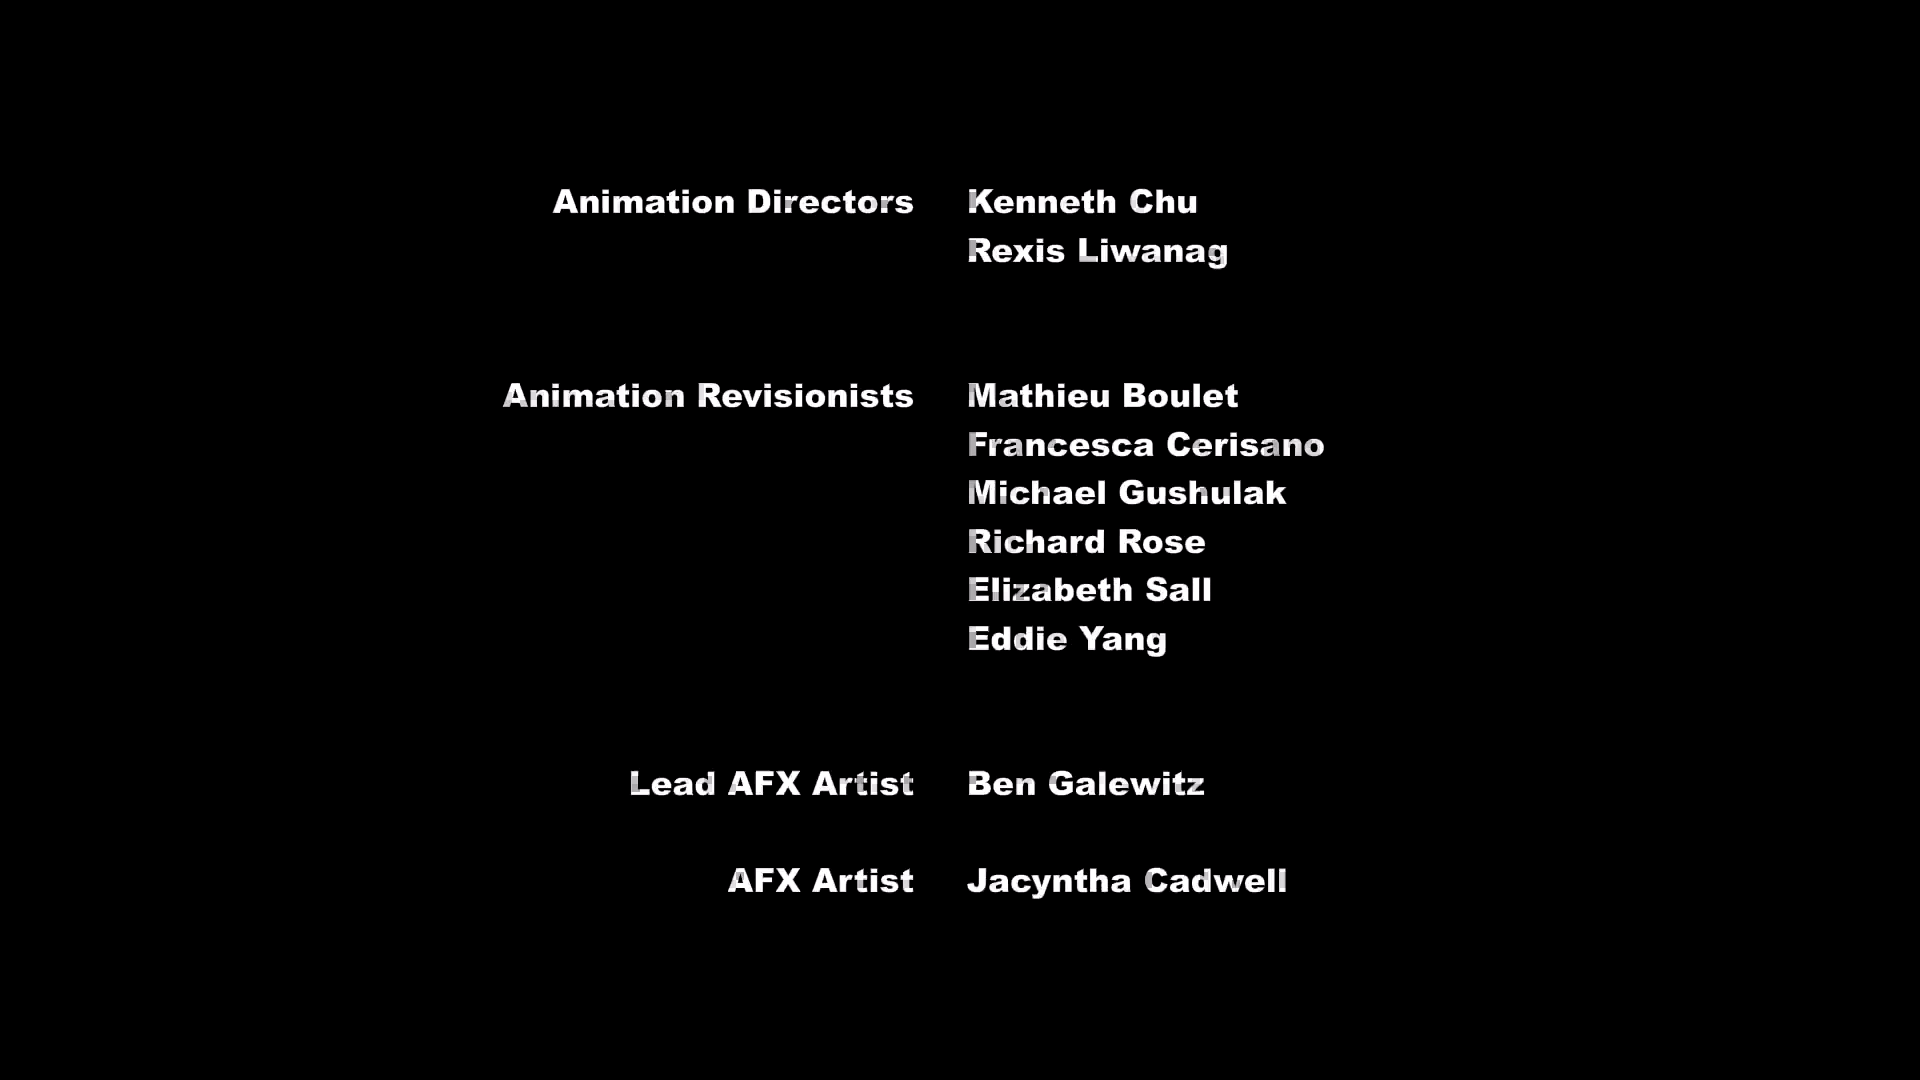 Animation Directors Kenneth Chu
Rexis Liwanag
Animation Revisionists Mathieu Boulet
Francesca Cerisano
Michael Gushulak
Richard Rose
Elizabeth Sall
Eddie Yang
Lead AFX Artist Ben Galewitz
AFX Artist Jacyntha Cadwell